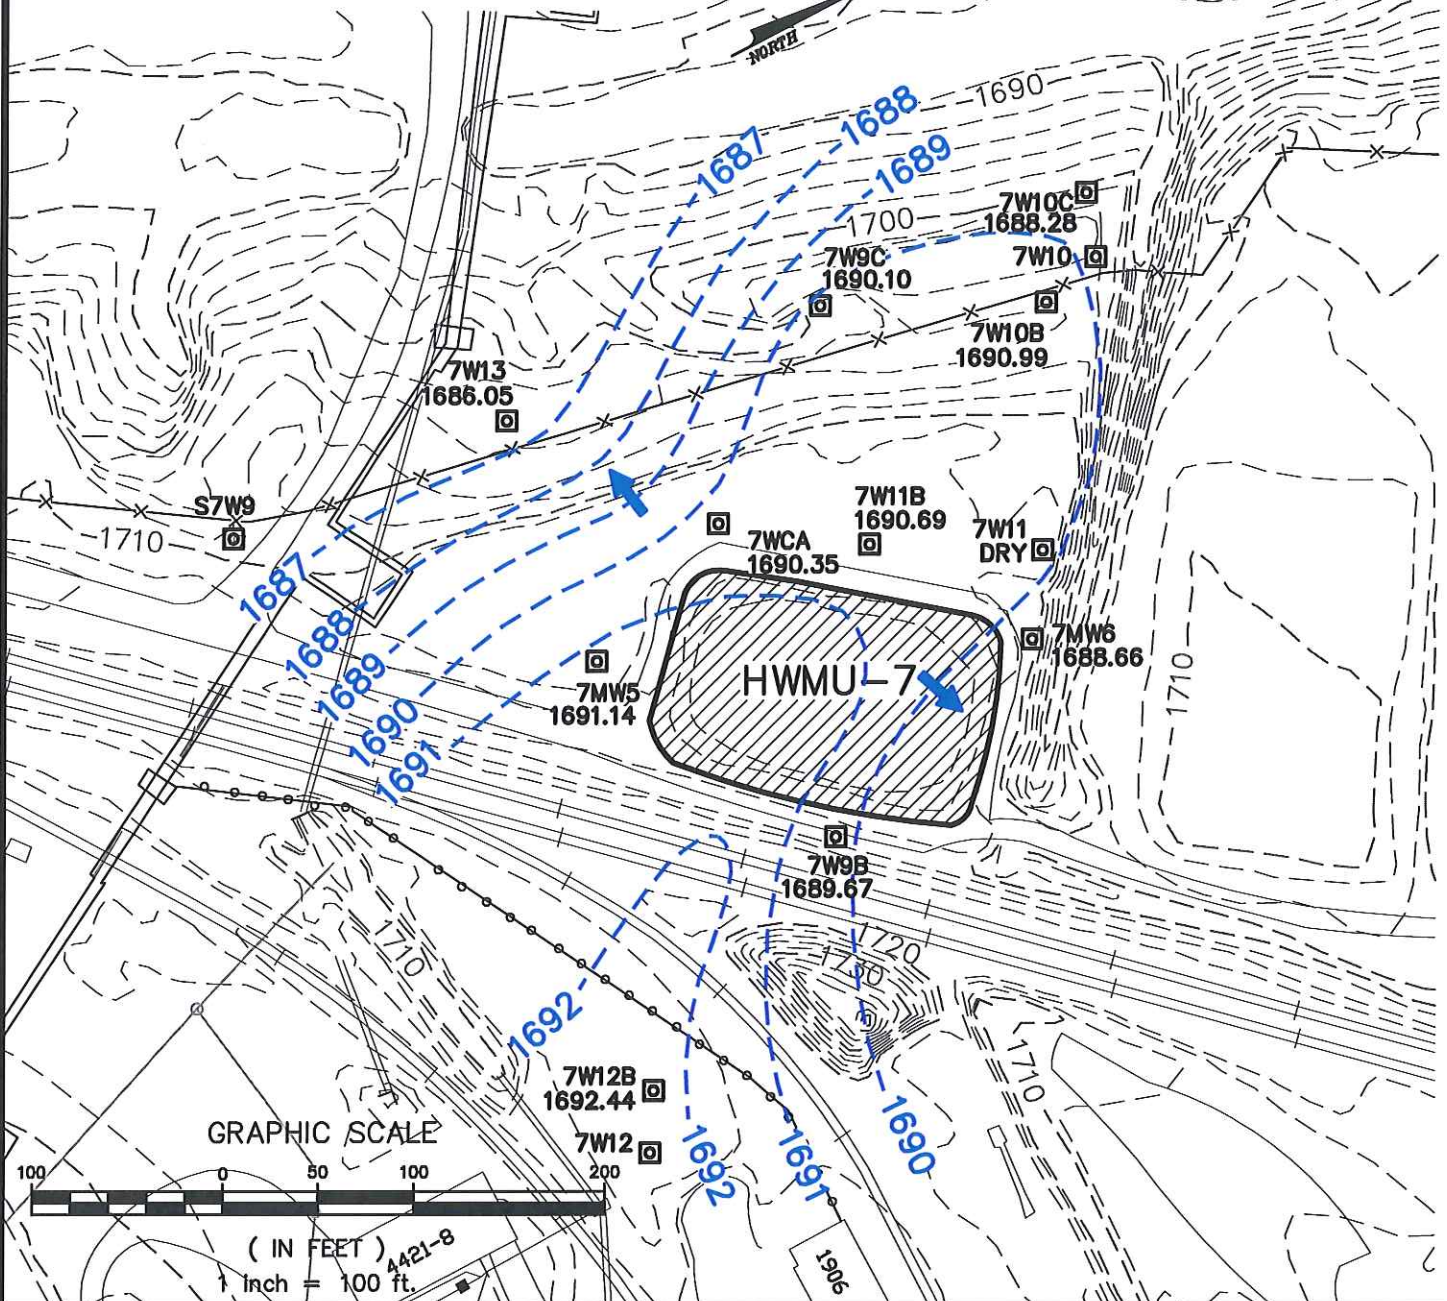 NORTH
1690
1688
1687
1689
7W10C
1688.28
1700
7W10
7W9C
1690.10
7W10B
1690.99
7W13
1686.05
S7W9
1710
7W11B
1690.69
7W11
DRY
7WCA
1690.35
1687
1688
1689
1690
1691
7MW6
1688.66
HWMU-7
7MW5
1691.14
1710
7W9B
1689.67
1720
1730
1710
1692
1710
7W12B
1692.44
7W12
1692
1691
1690
GRAPHIC SCALE
100 0 50 100 200
( IN FEET )
1 inch = 100 ft.
4421-8
1906